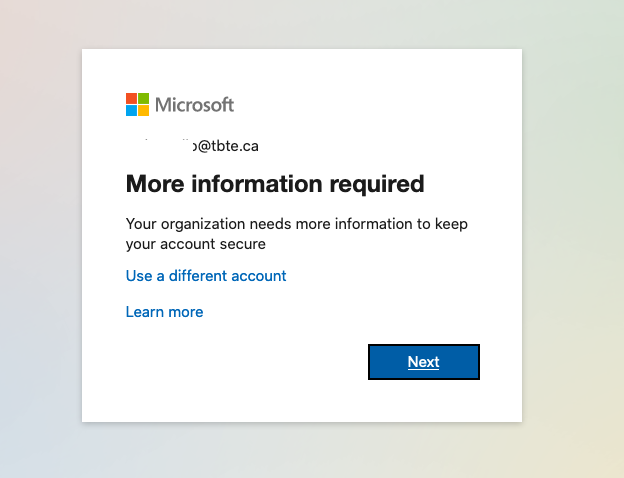 Microsoft
@tbte.ca
More information required
Your organization needs more information to keep
your account secure
Use a different account
Learn more
Next